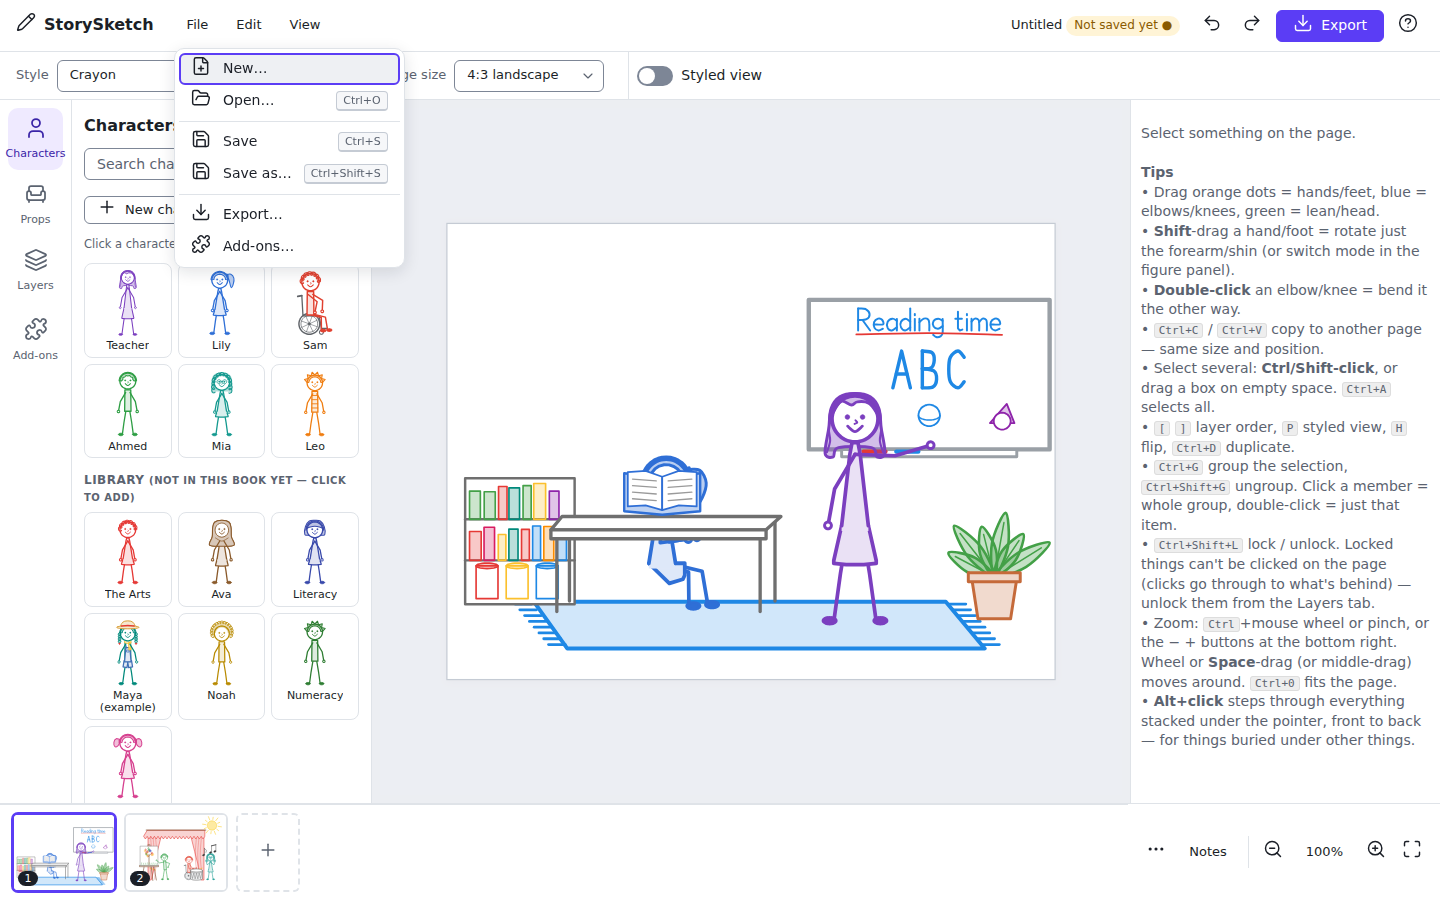 StorySketch
File
Edit
View
Untitled
Not saved yet
Export
Style
Crayon
ge size
4:3 landscape
Styled view
New…
Open…
Ctrl+O
Save
Ctrl+S
Save as…
Ctrl+Shift+S
Export…
Add-ons…
Characters
Props
Layers
Add-ons
Characters
Search cha
New cha
Click a characte
Teacher
Lily
Sam
Ahmed
Mia
Leo
LIBRARY (NOT IN THIS BOOK YET — CLICK
TO ADD)
The Arts
Ava
Literacy
Maya
(example)
Noah
Numeracy
Reading time
ABC
Select something on the page.
Tips
• Drag orange dots = hands/feet, blue =
elbows/knees, green = lean/head.
• Shift-drag a hand/foot = rotate just
the forearm/shin (or switch mode in the
figure panel).
• Double-click an elbow/knee = bend it
the other way.
• Ctrl+C / Ctrl+V copy to another page
— same size and position.
• Select several: Ctrl/Shift-click, or
drag a box on empty space. Ctrl+A
selects all.
• [ ] layer order, P styled view, H
flip, Ctrl+D duplicate.
• Ctrl+G group the selection,
Ctrl+Shift+G ungroup. Click a member =
whole group, double-click = just that
item.
• Ctrl+Shift+L lock / unlock. Locked
things can't be clicked on the page
(clicks go through to what's behind) —
unlock them from the Layers tab.
• Zoom: Ctrl+mouse wheel or pinch, or
the − + buttons at the bottom right.
Wheel or Space-drag (or middle-drag)
moves around. Ctrl+0 fits the page.
• Alt+click steps through everything
stacked under the pointer, front to back
— for things buried under other things.
Reading time
ABC
1
2
Notes
100%